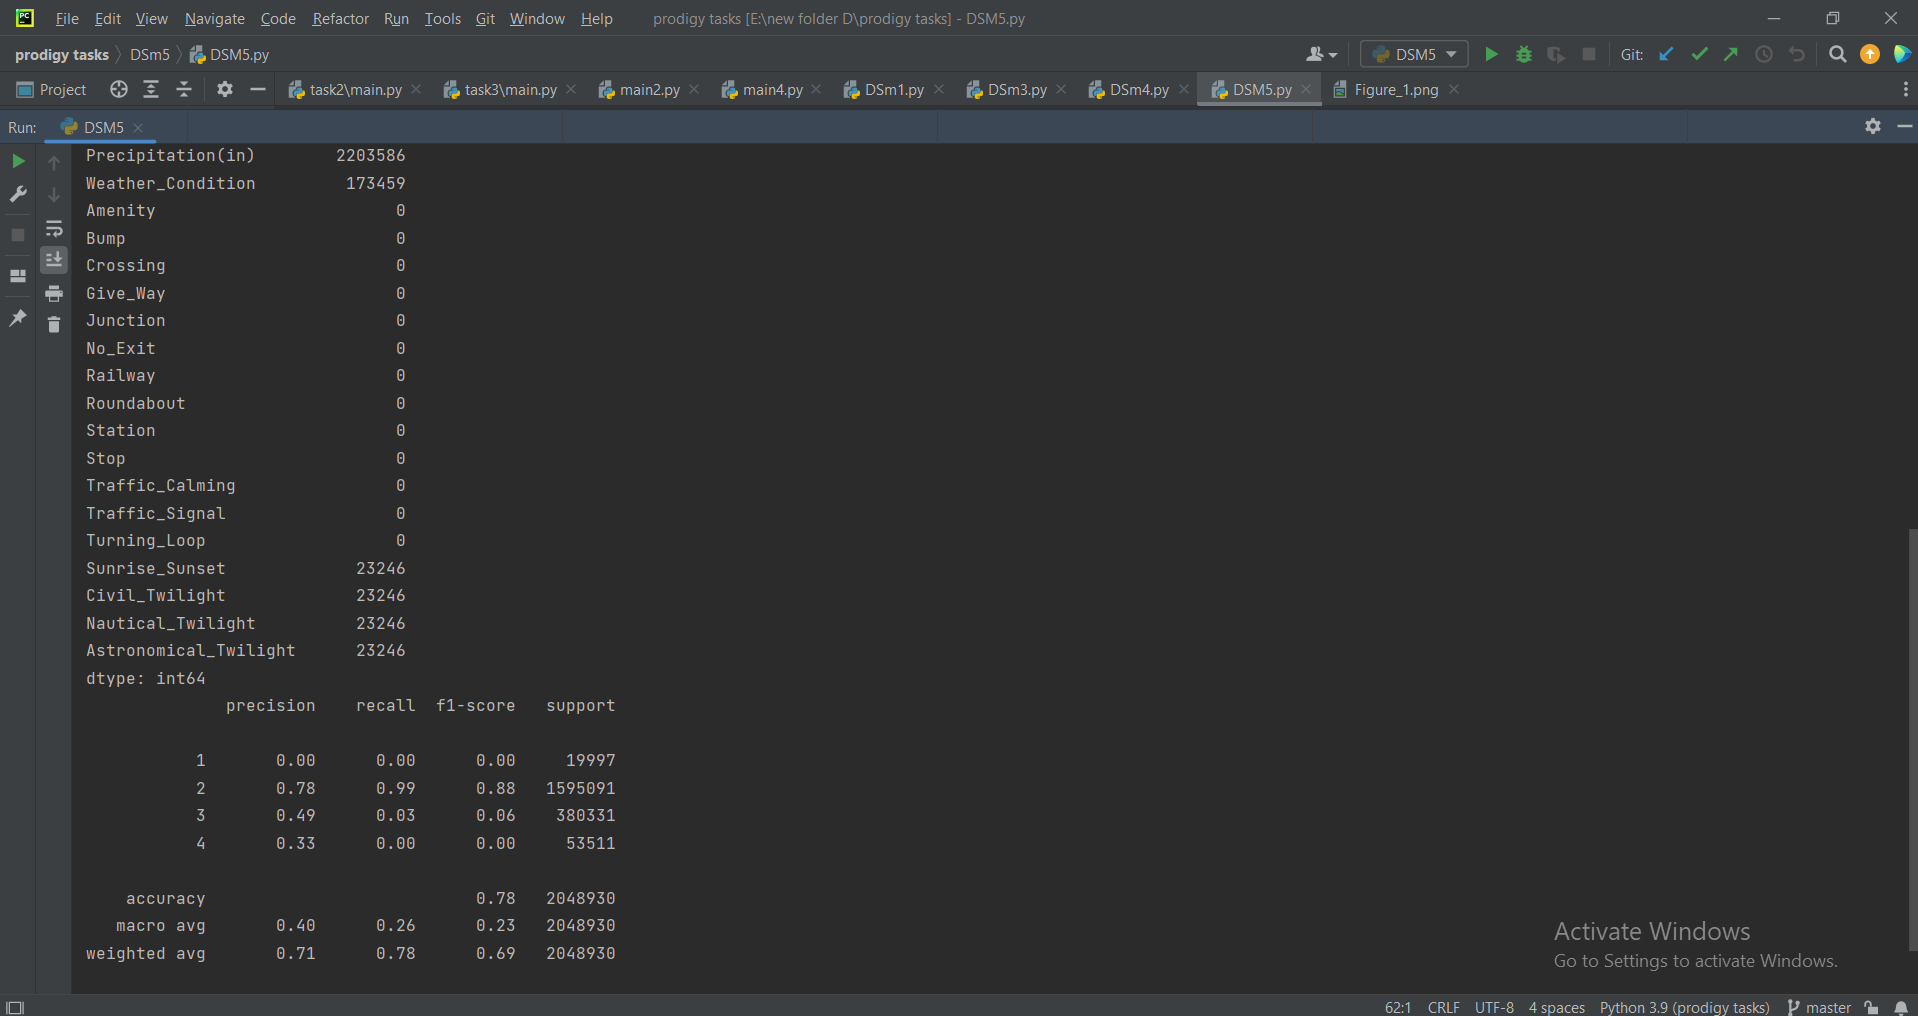 File Edit View Navigate Code Refactor Run Tools Git Window Help prodigy tasks [E:\new folder D\prodigy tasks] - DSM5.py
prodigy tasks DSm5 DSM5.py DSM5 Git:
Project task2\main.py task3\main.py main2.py main4.py DSm1.py DSm3.py DSm4.py DSM5.py Figure_1.png
Run: DSM5
Precipitation(in) 2203586
Weather_Condition 173459
Amenity 0
Bump 0
Crossing 0
Give_Way 0
Junction 0
No_Exit 0
Railway 0
Roundabout 0
Station 0
Stop 0
Traffic_Calming 0
Traffic_Signal 0
Turning_Loop 0
Sunrise_Sunset 23246
Civil_Twilight 23246
Nautical_Twilight 23246
Astronomical_Twilight 23246
dtype: int64
precision recall f1-score support
1 0.00 0.00 0.00 19997
2 0.78 0.99 0.88 1595091
3 0.49 0.03 0.06 380331
4 0.33 0.00 0.00 53511
accuracy 0.78 2048930
macro avg 0.40 0.26 0.23 2048930
weighted avg 0.71 0.78 0.69 2048930
Activate Windows
Go to Settings to activate Windows.
62:1 CRLF UTF-8 4 spaces Python 3.9 (prodigy tasks) master